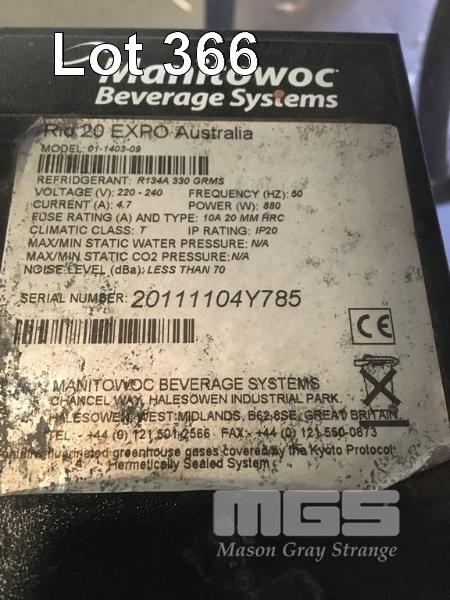 Lot 366
Manitowoc
Beverage Systems
Rio 20 EXPO Australia
MODEL: 01-1403-09
REFRIDGERANT: R134A 330 GRMS
VOLTAGE (V): 220 - 240 FREQUENCY (HZ): 50
CURRENT (A): 4.7 POWER (W): 880
FUSE RATING (A) AND TYPE: 10A 20 MM HRC
CLIMATIC CLASS: T IP RATING: IP20
MAX/MIN STATIC WATER PRESSURE: N/A
MAX/MIN STATIC CO2 PRESSURE: N/A
NOISE LEVEL (dBa): LESS THAN 70
SERIAL NUMBER: 20111104Y785
CE
MANITOWOC BEVERAGE SYSTEMS
CHANCEL WAY, HALESOWEN INDUSTRIAL PARK.
HALESOWEN, WEST MIDLANDS, B62 8SE, GREAT BRITAIN
TEL +44 (0) 121 501 2566 FAX: +44 (0) 121 550-0873
fluorinated greenhouse gases covered by the Kyoto Protocol
Hermetically Sealed System
MGS
Mason Gray Strange